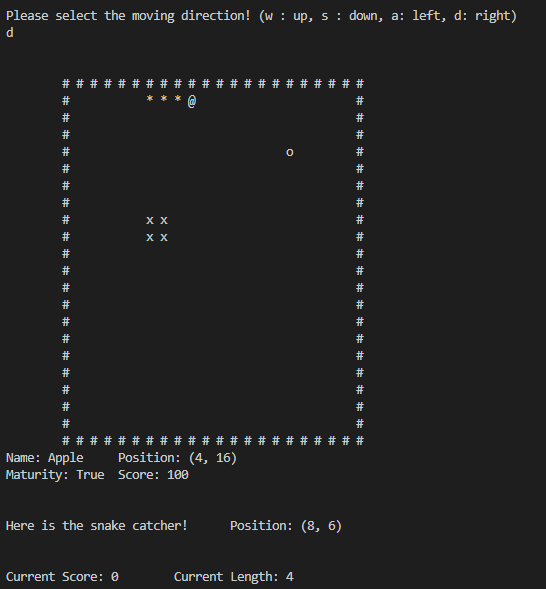 Please select the moving direction! (w : up, s : down, a: left, d: right)
d
# # # # # # # # # # # # # # # # # # # # # #
# * * * @ #
#
#
# o #
# #
# #
# #
# x x #
# x x #
# #
# #
# #
# #
# #
# #
# #
# #
# #
# #
# #
# # # # # # # # # # # # # # # # # # # # # #
Name: Apple Position: (4, 16)
Maturity: True Score: 100
Here is the snake catcher! Position: (8, 6)
Current Score: 0 Current Length: 4